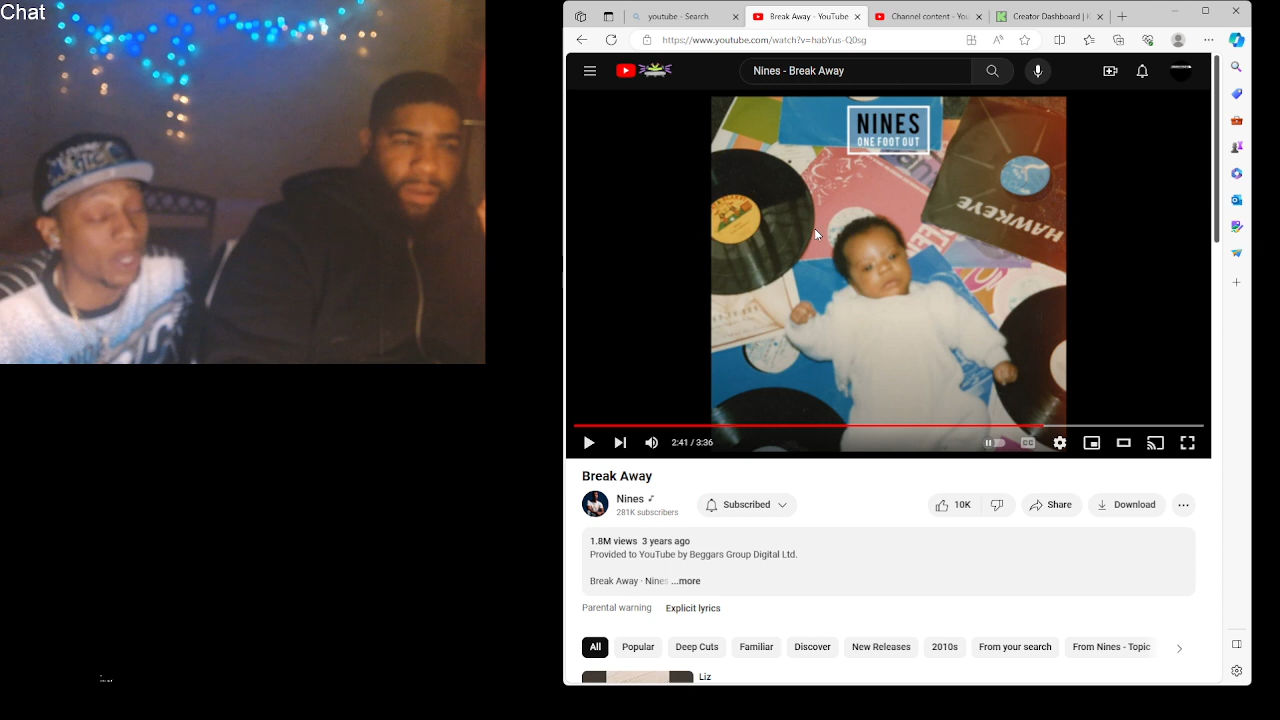 Chat
youtube - Search
Break Away - YouTube
Channel content - You
Creator Dashboard |
https://www.youtube.com/watch?v=habYus-Q0sg
Nines - Break Away
NINES
ONE FOOT OUT
HAWKEYE
2:41 / 3:36
CC
Break Away
Nines
281K subscribers
Subscribed
10K
Share
Download
1.8M views 3 years ago
Provided to YouTube by Beggars Group Digital Ltd.
Break Away - Nines ...more
Parental warning
Explicit lyrics
All
Popular
Deep Cuts
Familiar
Discover
New Releases
2010s
From your search
From Nines - Topic
Liz